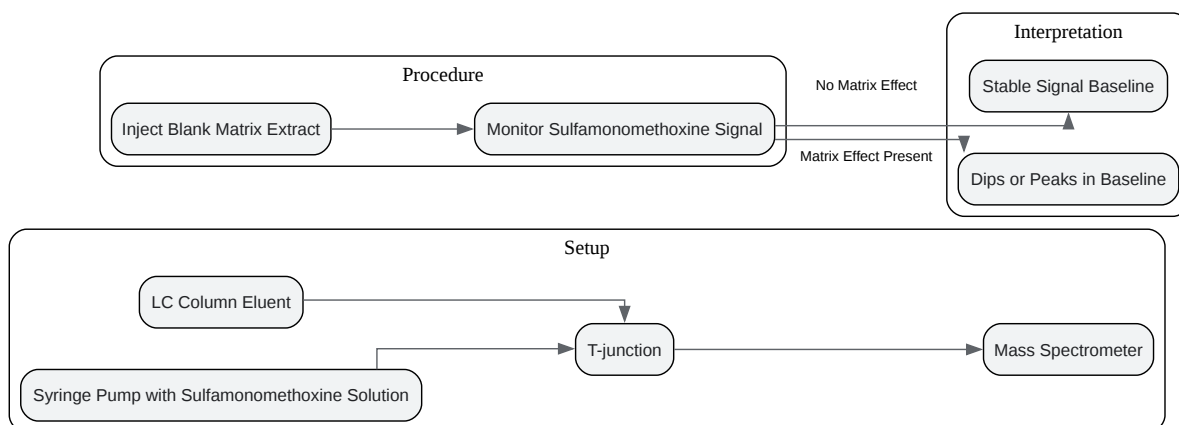 Interpretation
Procedure
No Matrix Effect
Stable Signal Baseline
Inject Blank Matrix Extract
Monitor Sulfamonomethoxine Signal
Matrix Effect Present
Dips or Peaks in Baseline
Setup
LC Column Eluent
T-junction
Mass Spectrometer
Syringe Pump with Sulfamonomethoxine Solution